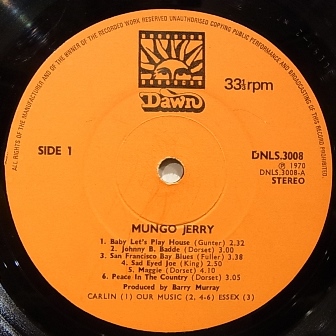 ALL RIGHTS OF THE MANUFACTURER AND OF THE OWNER OF THE RECORDED WORK RESERVED UNAUTHORISED COPYING PUBLIC PERFORMANCE AND BROADCASTING OF THIS RECORD PROHIBITED
Dawn
33⅓rpm
SIDE 1
DNLS.3008
℗ 1970
DNLS.3008-A
STEREO
MUNGO JERRY
1. Baby Let's Play House (Gunter) 2.32
2. Johnny B. Badde (Dorset) 3.00
3. San Francisco Bay Blues (Fuller) 3.38
4. Sad Eyed Joe (King) 2.50
5. Maggie (Dorset) 4.10
6. Peace In The Country (Dorset) 3.05
Produced by Barry Murray
CARLIN (1) OUR MUSIC (2, 4-6) ESSEX (3)